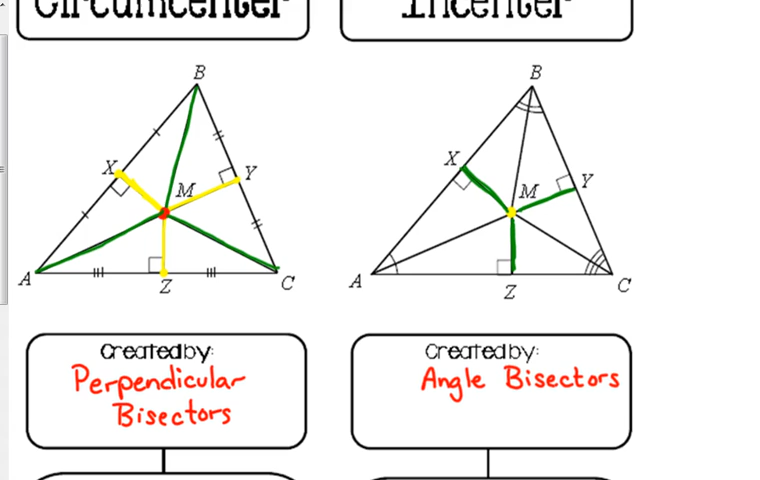 Circumcenter
Incenter
B
X
Y
M
A
Z
C
B
X
Y
M
A
Z
C
Created by:
Perpendicular
Bisectors
Created by:
Angle Bisectors